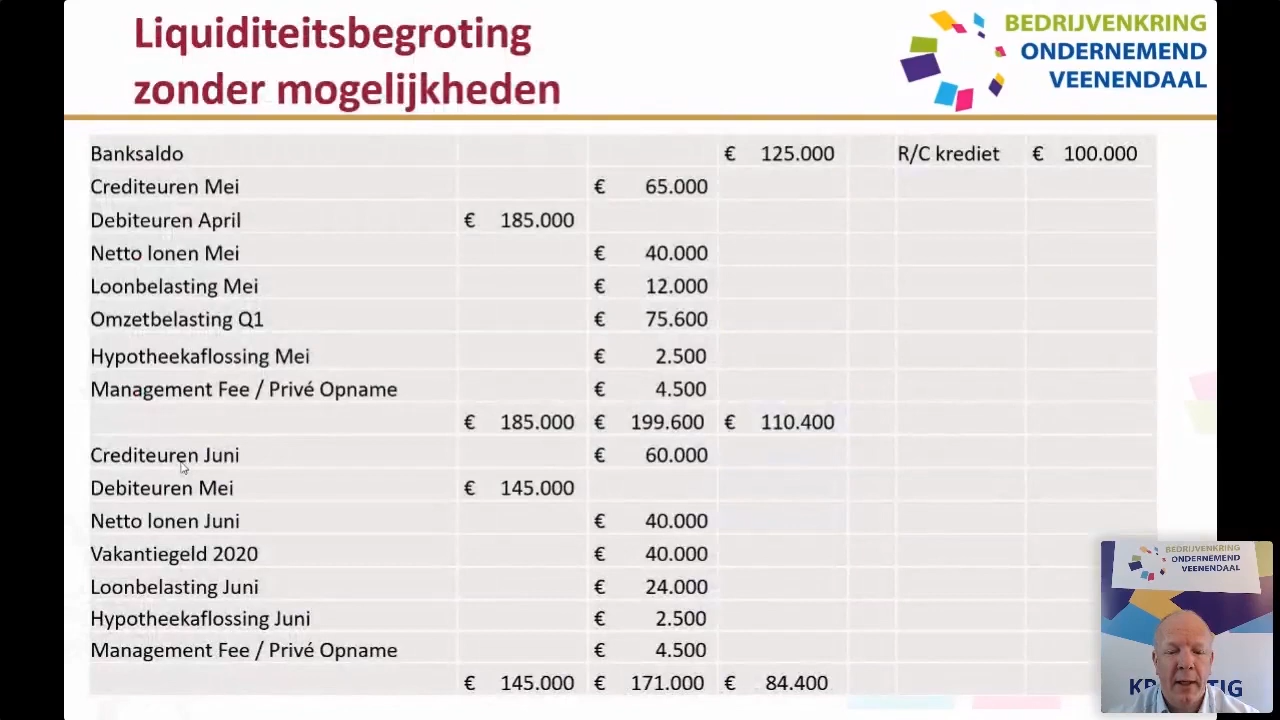 Liquiditeitsbegroting
zonder mogelijkheden
BEDRIJVENKRING
ONDERNEMEND
VEENENDAAL
Banksaldo € 125.000 R/C krediet € 100.000
Crediteuren Mei € 65.000
Debiteuren April € 185.000
Netto lonen Mei € 40.000
Loonbelasting Mei € 12.000
Omzetbelasting Q1 € 75.600
Hypotheekaflossing Mei € 2.500
Management Fee / Privé Opname € 4.500
€ 185.000 € 199.600 € 110.400
Crediteuren Juni € 60.000
Debiteuren Mei € 145.000
Netto lonen Juni € 40.000
Vakantiegeld 2020 € 40.000
Loonbelasting Juni € 24.000
Hypotheekaflossing Juni € 2.500
Management Fee / Privé Opname € 4.500
€ 145.000 € 171.000 € 84.400
BEDRIJVENKRING
ONDERNEMEND
VEENENDAAL